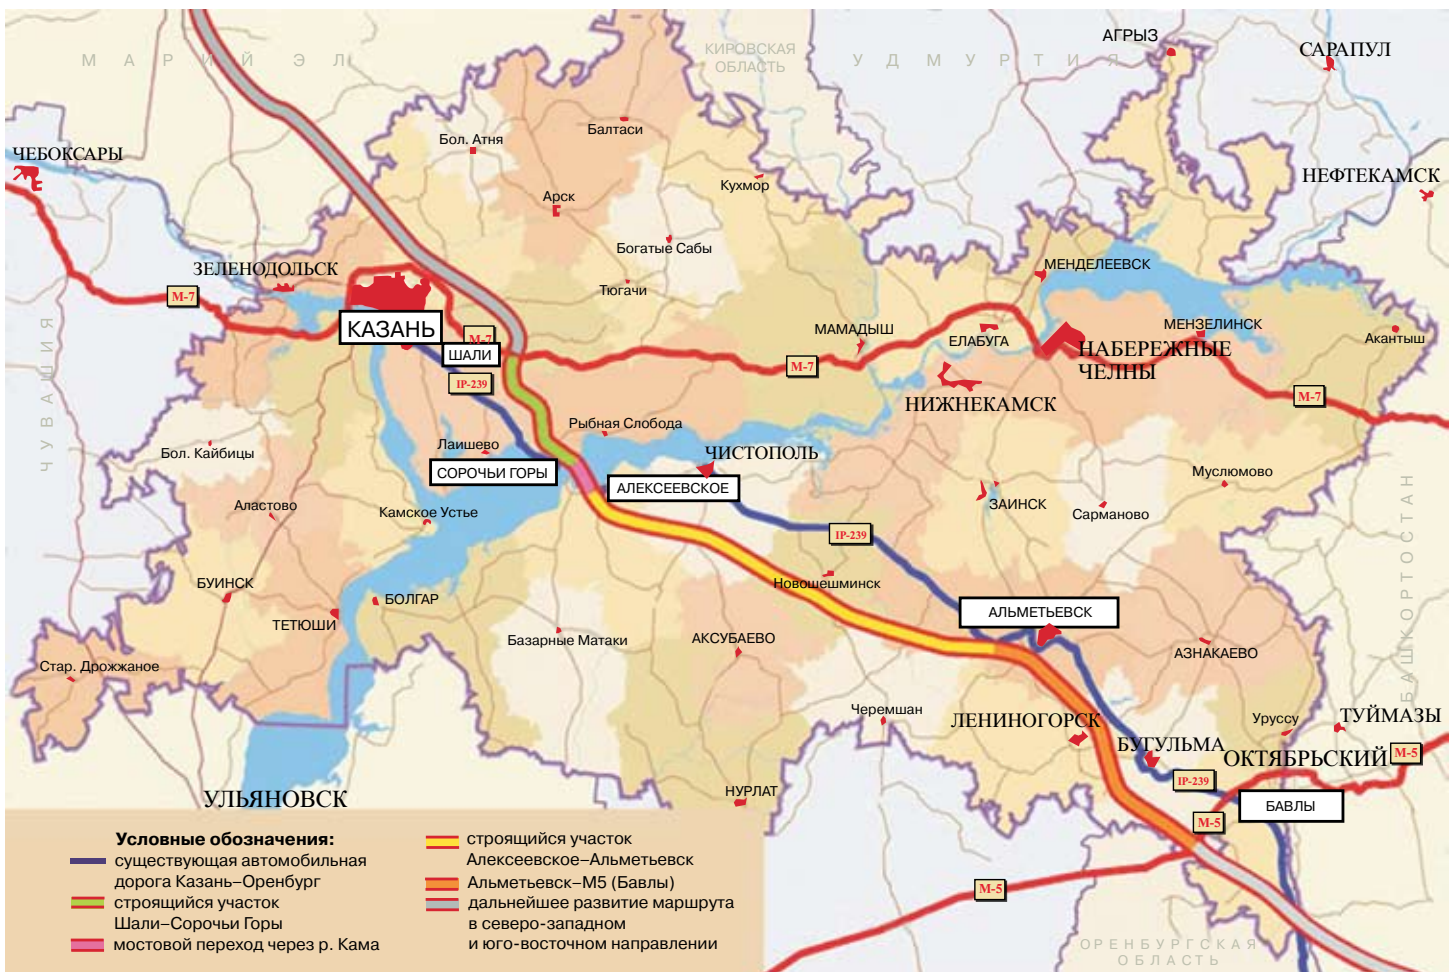 МАРИЙ ЭЛ
КИРОВСКАЯ
ОБЛАСТЬ
УДМУРТИЯ
АГРЫЗ
САРАПУЛ
ЧЕБОКСАРЫ
Бол. Атня
Балтаси
Кухмор
НЕФТЕКАМСК
Арск
Богатые Сабы
ЗЕЛЕНОДОЛЬСК
Тюгачи
МЕНДЕЛЕЕВСК
М-7
КАЗАНЬ
М-7
ШАЛИ
МАМАДЫШ
ЕЛАБУГА
МЕНЗЕЛИНСК
Акантыш
НАБЕРЕЖНЫЕ
ЧЕЛНЫ
М-7
IP-239
НИЖНЕКАМСК
М-7
ЧУВАШИЯ
Рыбная Слобода
Бол. Кайбицы
Лаишево
СОРОЧЬИ ГОРЫ
ЧИСТОПОЛЬ
АЛЕКСЕЕВСКОЕ
Муслюмово
ЗАИНСК
Сарманово
Аластово
Камское Устье
IP-239
БАШКОРТОСТАН
БУИНСК
БОЛГАР
Новошешминск
ТЕТЮШИ
АЛЬМЕТЬЕВСК
Базарные Матаки
АКСУБАЕВО
АЗНАКАЕВО
Стар. Дрожжаное
Черемшан
ЛЕНИНОГОРСК
Уруссу
ТУЙМАЗЫ
БУГУЛЬМА
ОКТЯБРЬСКИЙ
М-5
IP-239
УЛЬЯНОВСК
НУРЛАТ
БАВЛЫ
М-5
М-5
ОРЕНБУРГСКАЯ
ОБЛАСТЬ
Условные обозначения:
существующая автомобильная
дорога Казань–Оренбург
строящийся участок
Шали–Сорочьи Горы
мостовой переход через р. Кама
строящийся участок
Алексеевское–Альметьевск
Альметьевск–М5 (Бавлы)
дальнейшее развитие маршрута
в северо-западном
и юго-восточном направлении